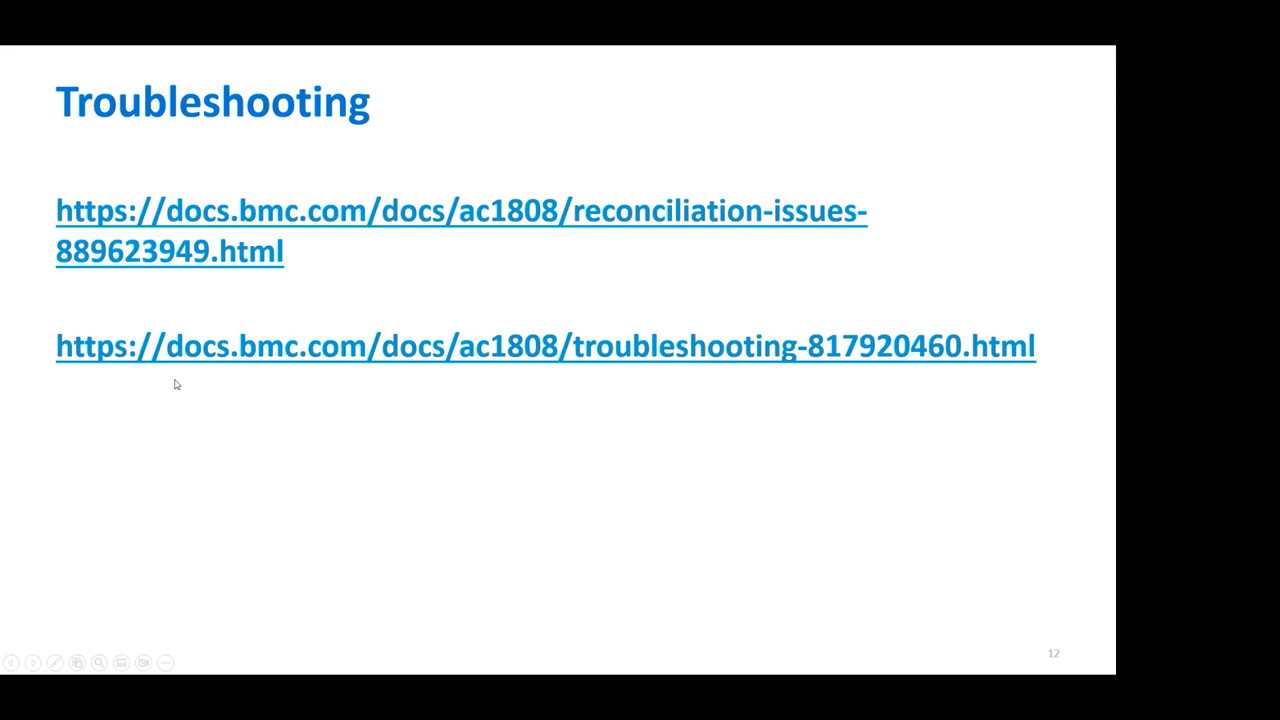 Troubleshooting
https://docs.bmc.com/docs/ac1808/reconciliation-issues-
889623949.html
https://docs.bmc.com/docs/ac1808/troubleshooting-817920460.html
12